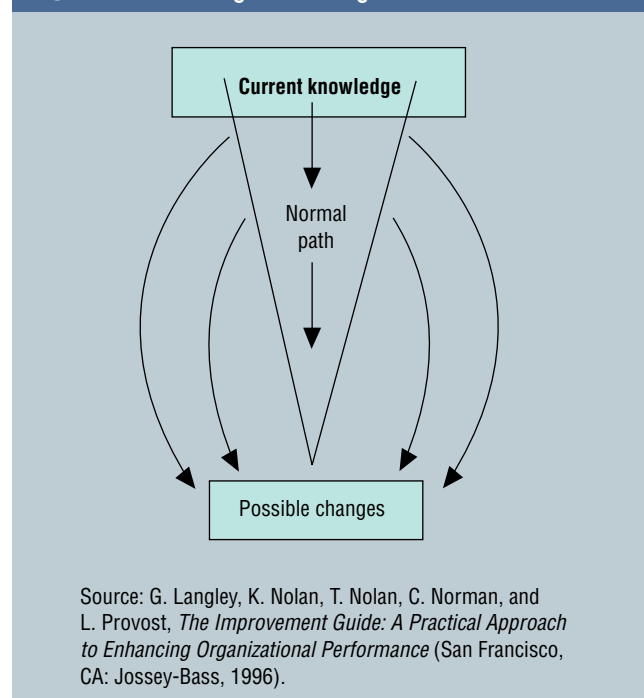 Current knowledge
Normal
path
Possible changes
Source: G. Langley, K. Nolan, T. Nolan, C. Norman, and
L. Provost, The Improvement Guide: A Practical Approach
to Enhancing Organizational Performance (San Francisco,
CA: Jossey-Bass, 1996).